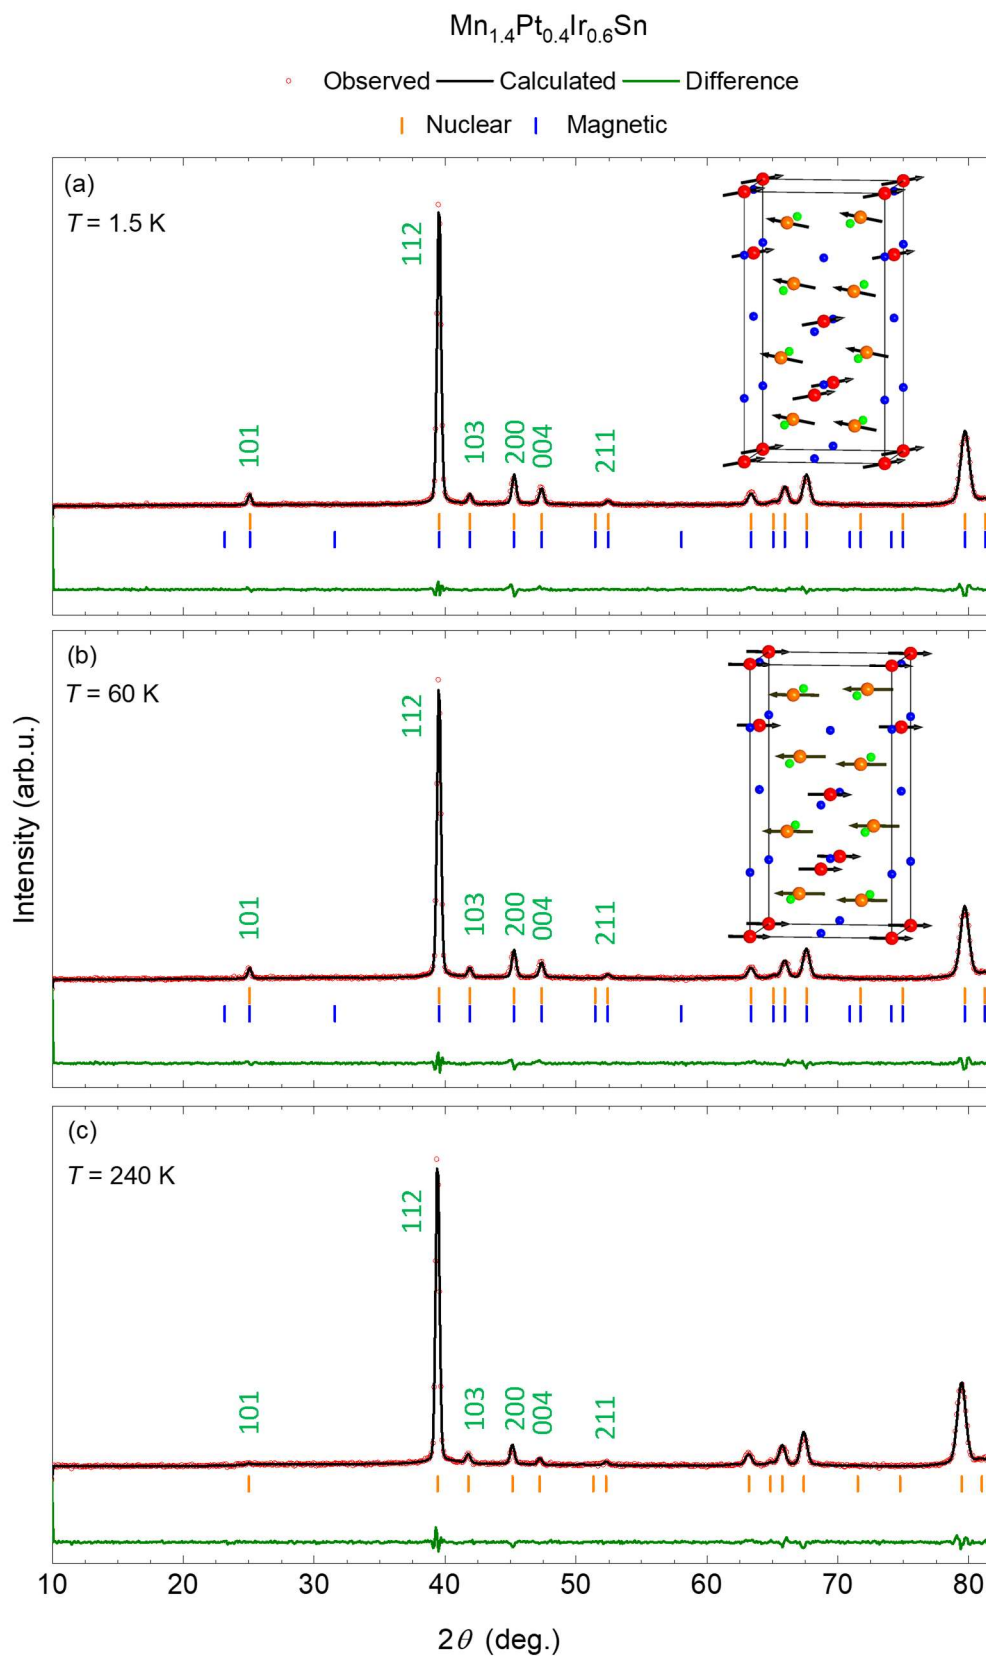 Mn₁.₄Pt₀.₄Ir₀.₆Sn
Observed Calculated Difference
Nuclear Magnetic
(a)
T = 1.5 K
101
112
103
200
004
211
(b)
T = 60 K
101
112
103
200
004
211
(c)
T = 240 K
101
112
103
200
004
211
Intensity (arb.u.)
10 20 30 40 50 60 70 80
2θ (deg.)